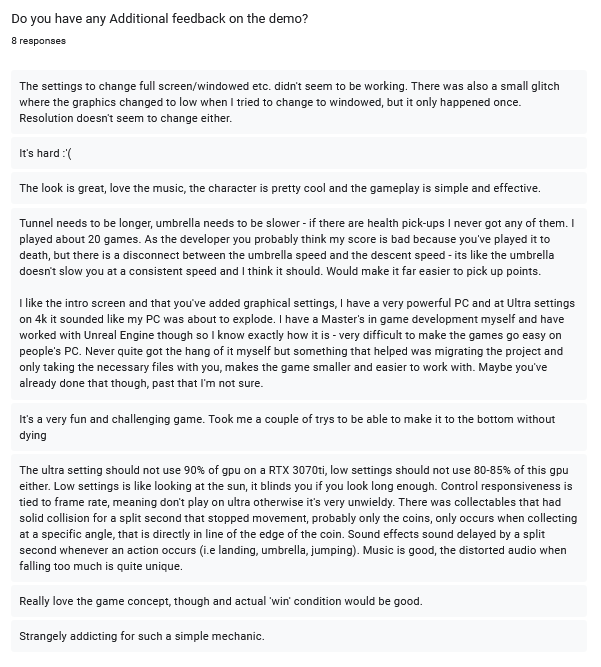 Do you have any Additional feedback on the demo?
8 responses
The settings to change full screen/windowed etc. didn't seem to be working. There was also a small glitch
where the graphics changed to low when I tried to change to windowed, but it only happened once.
Resolution doesn't seem to change either.
It's hard :'(
The look is great, love the music, the character is pretty cool and the gameplay is simple and effective.
Tunnel needs to be longer, umbrella needs to be slower - if there are health pick-ups I never got any of them. I
played about 20 games. As the developer you probably think my score is bad because you've played it to
death, but there is a disconnect between the umbrella speed and the descent speed - its like the umbrella
doesn't slow you at a consistent speed and I think it should. Would make it far easier to pick up points.
I like the intro screen and that you've added graphical settings, I have a very powerful PC and at Ultra settings
on 4k it sounded like my PC was about to explode. I have a Master's in game development myself and have
worked with Unreal Engine though so I know exactly how it is - very difficult to make the games go easy on
people's PC. Never quite got the hang of it myself but something that helped was migrating the project and
only taking the necessary files with you, makes the game smaller and easier to work with. Maybe you've
already done that though, past that I'm not sure.
It's a very fun and challenging game. Took me a couple of trys to be able to make it to the bottom without
dying
The ultra setting should not use 90% of gpu on a RTX 3070ti, low settings should not use 80-85% of this gpu
either. Low settings is like looking at the sun, it blinds you if you look long enough. Control responsiveness is
tied to frame rate, meaning don't play on ultra otherwise it's very unwieldy. There was collectables that had
solid collision for a split second that stopped movement, probably only the coins, only occurs when collecting
at a specific angle, that is directly in line of the edge of the coin. Sound effects sound delayed by a split
second whenever an action occurs (i.e landing, umbrella, jumping). Music is good, the distorted audio when
falling too much is quite unique.
Really love the game concept, though and actual 'win' condition would be good.
Strangely addicting for such a simple mechanic.